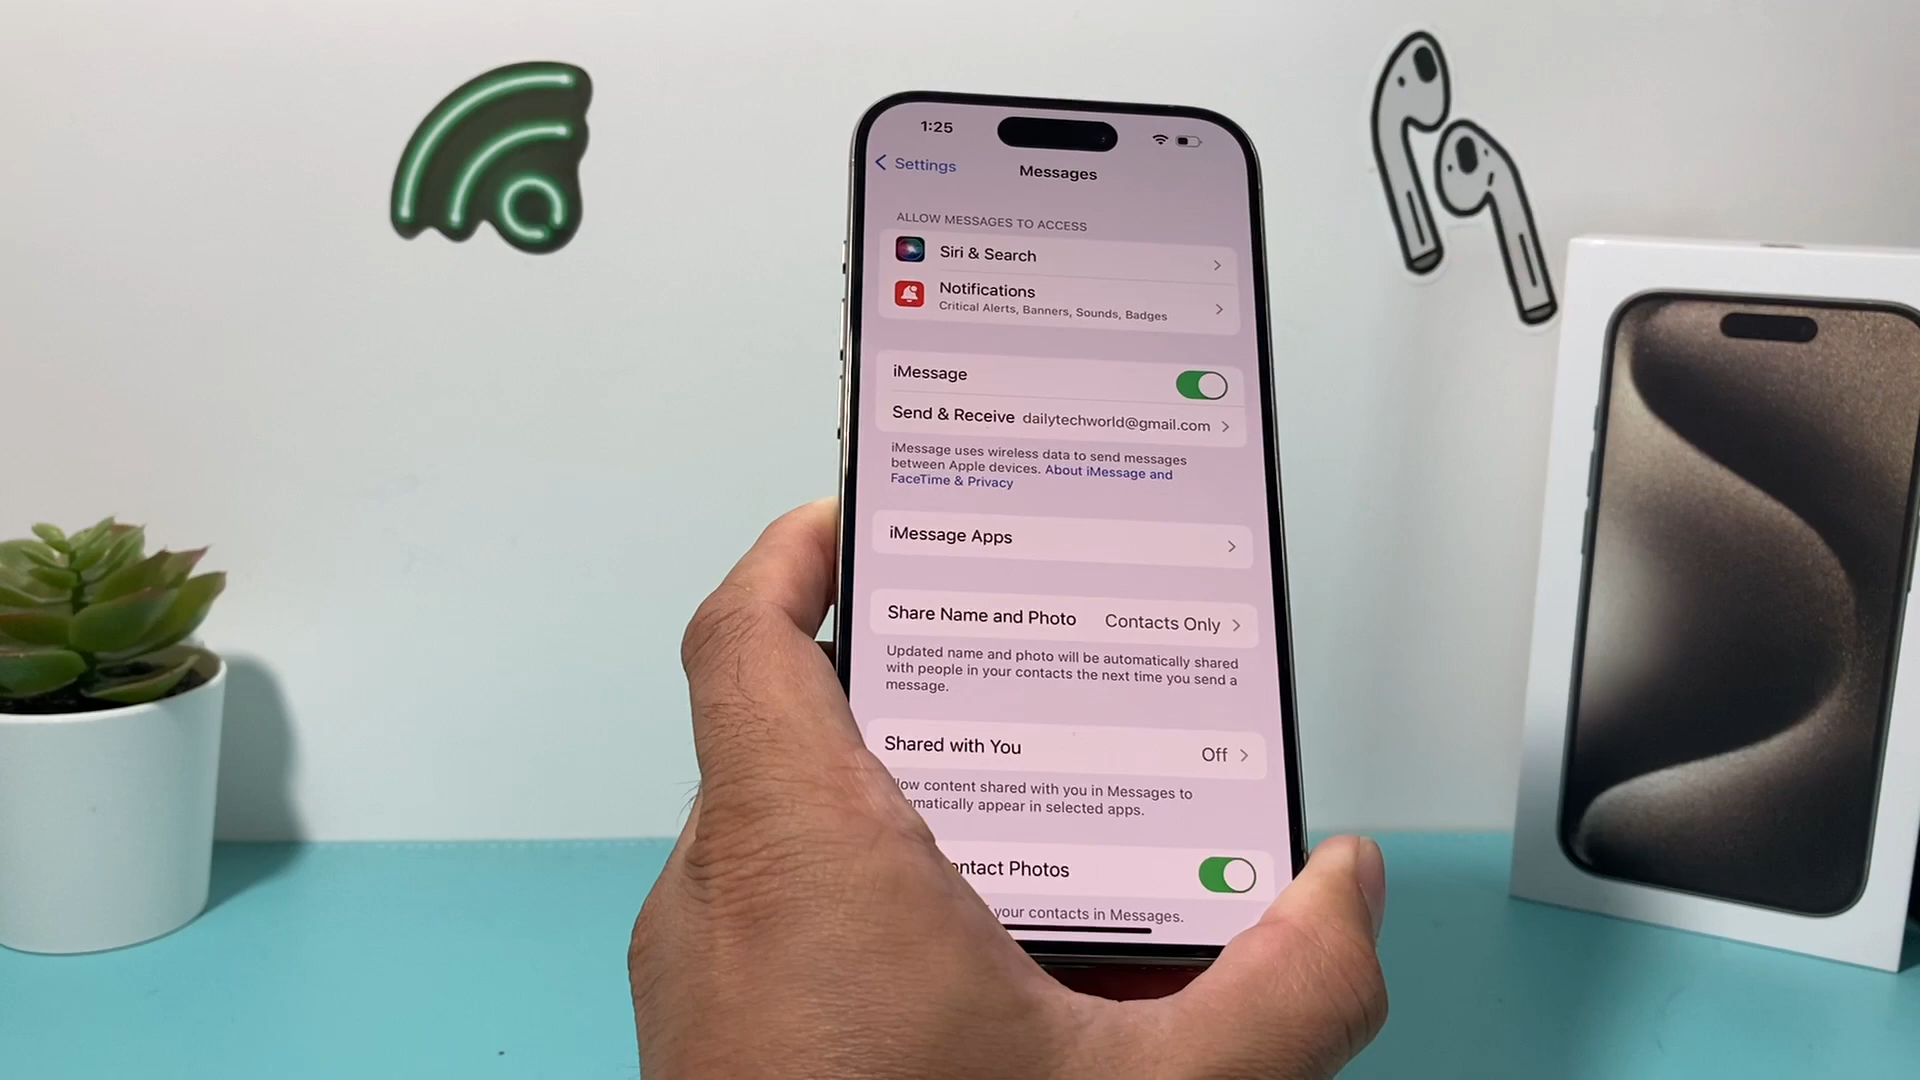 1:25
Settings
Messages
ALLOW MESSAGES TO ACCESS
Siri & Search
Notifications
Critical Alerts, Banners, Sounds, Badges
iMessage
Send & Receive dailytechworld@gmail.com
iMessage uses wireless data to send messages
between Apple devices. About iMessage and
FaceTime & Privacy
iMessage Apps
Share Name and Photo Contacts Only
Updated name and photo will be automatically shared
with people in your contacts the next time you send a
message.
Shared with You Off
content shared with you in Messages to
appear in selected apps.
Photos
your contacts in Messages.